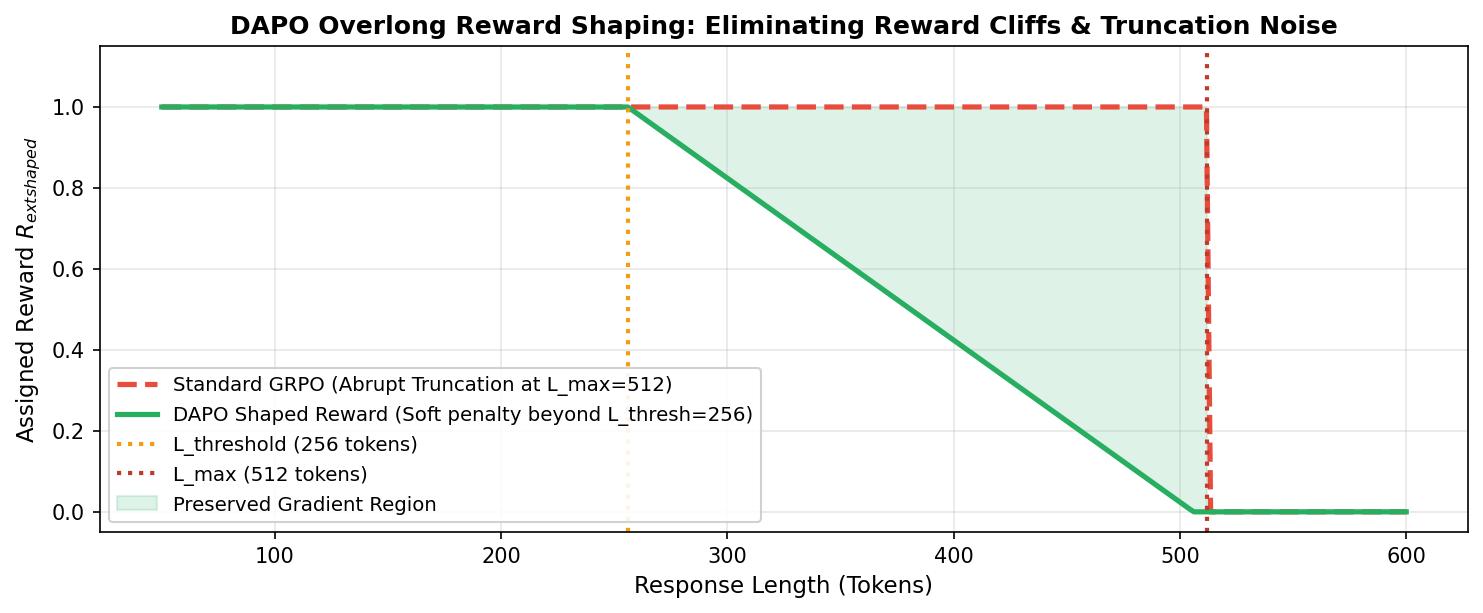 DAPO Overlong Reward Shaping: Eliminating Reward Cliffs & Truncation Noise
Assigned Reward R_extshaped
1.0
0.8
0.6
0.4
0.2
0.0
Standard GRPO (Abrupt Truncation at L_max=512)
DAPO Shaped Reward (Soft penalty beyond L_thresh=256)
L_threshold (256 tokens)
L_max (512 tokens)
Preserved Gradient Region
100 200 300 400 500 600
Response Length (Tokens)